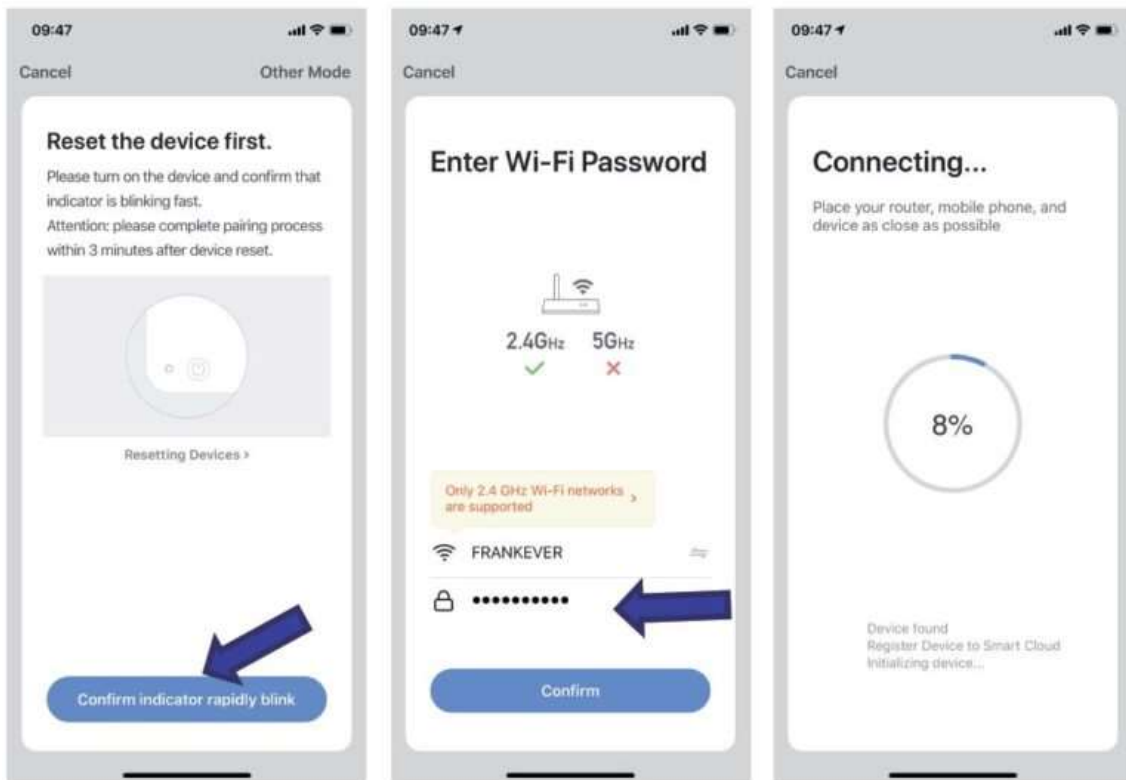 09:47
Cancel
Other Mode
Reset the device first.
Please turn on the device and confirm that
indicator is blinking fast.
Attention: please complete pairing process
within 3 minutes after device reset.
Resetting Devices >
Confirm indicator rapidly blink
09:47
Cancel
Enter Wi-Fi Password
2.4GHz 5GHz
Only 2.4 GHz Wi-Fi networks >
are supported
FRANKEVER
••••••••••
Confirm
09:47
Cancel
Connecting...
Place your router, mobile phone, and
device as close as possible
8%
Device found
Register Device to Smart Cloud
Initializing device...